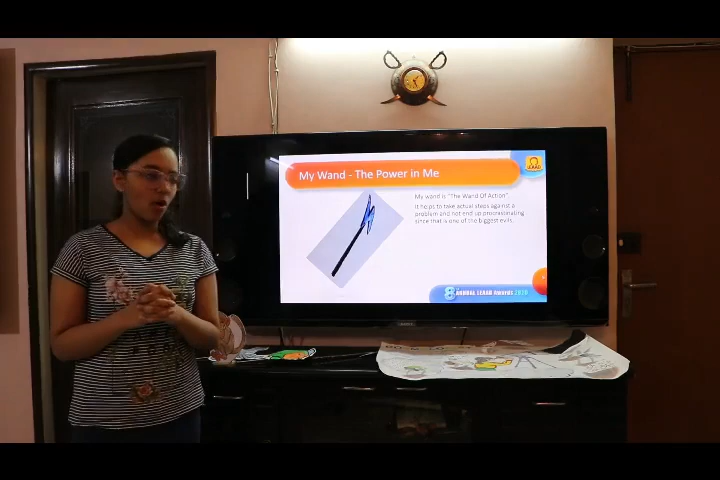 My Wand - The Power in Me
My wand is "The Wand Of Action".
It helps to take actual steps against a
problem and not end up procrastinating
since that is one of the biggest evils.
8
ANNUAL ILEAD Awards 2020